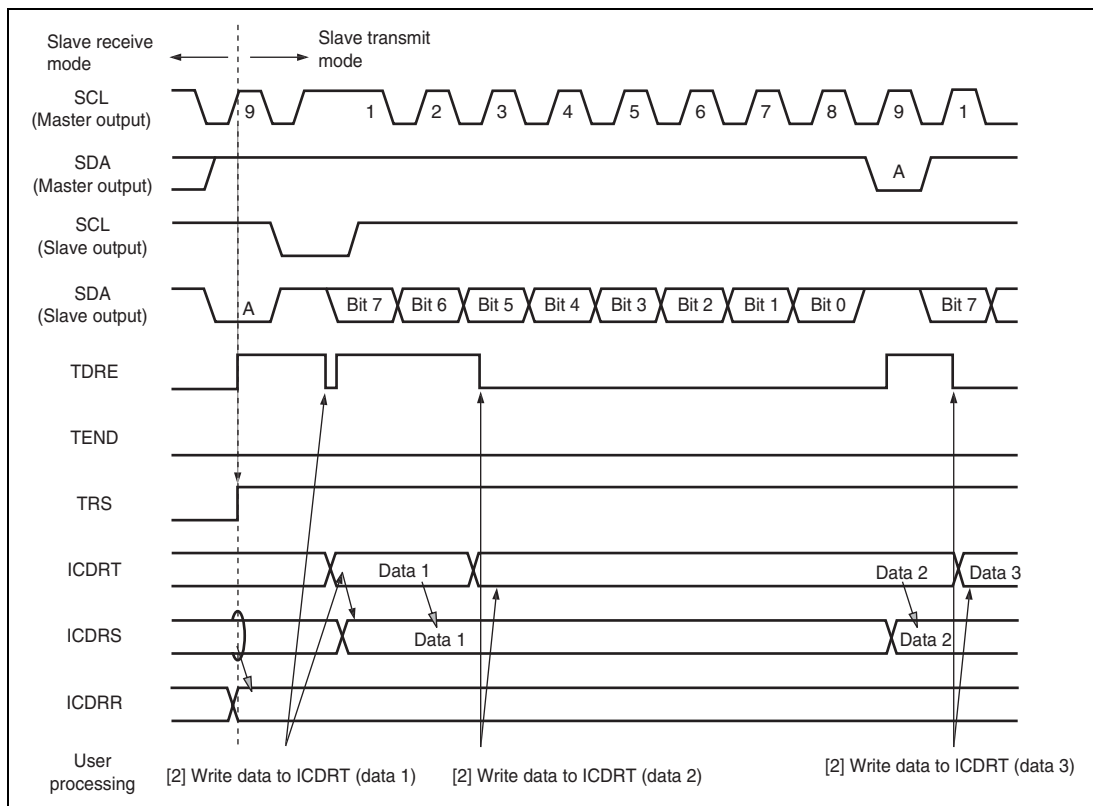 Slave receive
mode
Slave transmit
mode
SCL
(Master output)
9 1 2 3 4 5 6 7 8 9 1
SDA
(Master output)
A
SCL
(Slave output)
SDA
(Slave output)
A Bit 7 Bit 6 Bit 5 Bit 4 Bit 3 Bit 2 Bit 1 Bit 0 Bit 7
TDRE
TEND
TRS
ICDRT
Data 1 Data 2 Data 3
ICDRS
Data 1 Data 2
ICDRR
User
processing
[2] Write data to ICDRT (data 1) [2] Write data to ICDRT (data 2) [2] Write data to ICDRT (data 3)